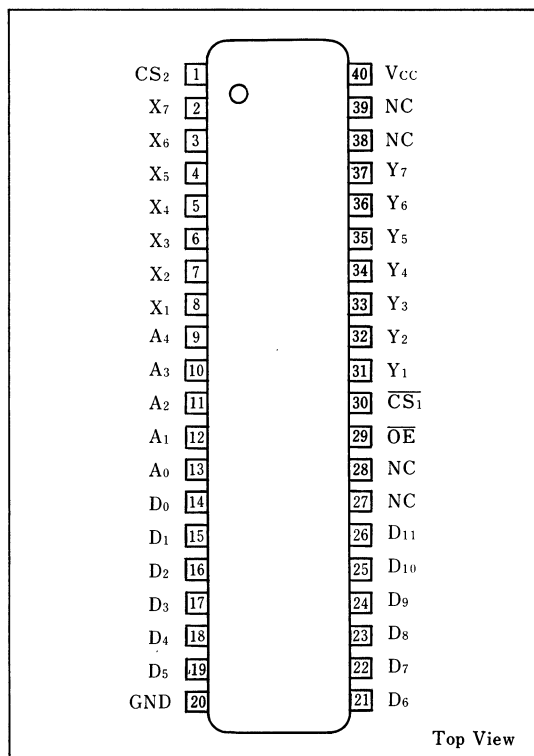 CS2 1 40 VCC
X7 2 39 NC
X6 3 38 NC
X5 4 37 Y7
X4 5 36 Y6
X3 6 35 Y5
X2 7 34 Y4
X1 8 33 Y3
A4 9 32 Y2
A3 10 31 Y1
A2 11 30 C̅S̅1̅
A1 12 29 O̅E̅
A0 13 28 NC
D0 14 27 NC
D1 15 26 D11
D2 16 25 D10
D3 17 24 D9
D4 18 23 D8
D5 19 22 D7
GND 20 21 D6
Top View